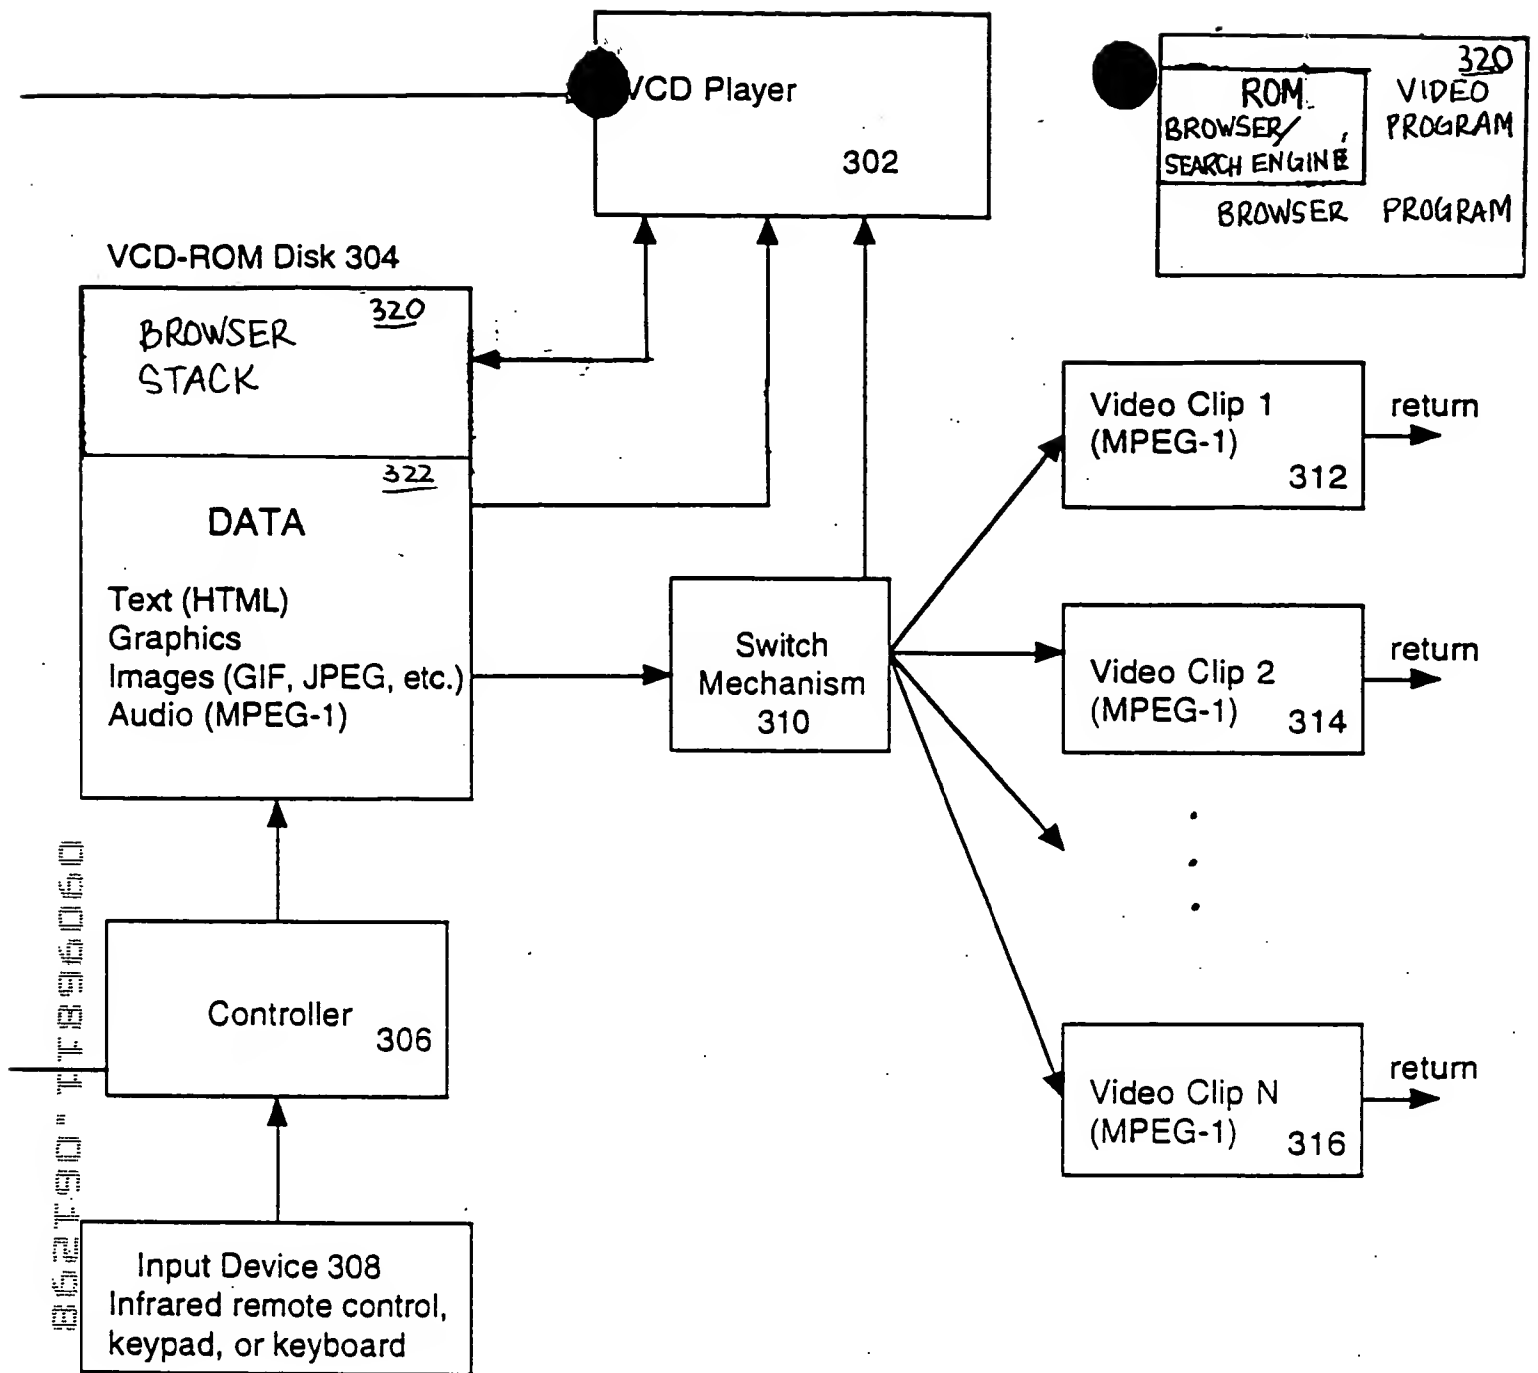 VCD Player
302
320
ROM
BROWSER/
SEARCH ENGINE
VIDEO
PROGRAM
BROWSER PROGRAM
VCD-ROM Disk 304
320
BROWSER
STACK
322
DATA
Text (HTML)
Graphics
Images (GIF, JPEG, etc.)
Audio (MPEG-1)
Switch
Mechanism
310
Video Clip 1
(MPEG-1)
312
return
Video Clip 2
(MPEG-1)
314
return
Video Clip N
(MPEG-1)
316
return
Controller
306
Input Device 308
Infrared remote control,
keypad, or keyboard